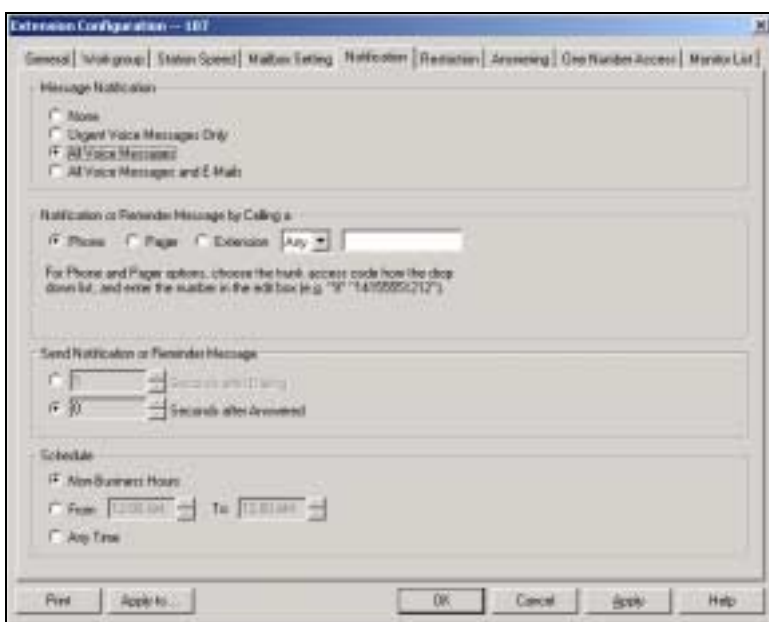 Extension Configuration -- 107
General Workgroup Station Speed Mailbox Setting Notification Restriction Answering One Number Access Monitor List
Message Notification
None
Urgent Voice Messages Only
All Voice Messages
All Voice Messages and E-Mails
Notification or Reminder Message by Calling a
Phone Pager Extension Any
For Phone and Pager options, choose the trunk access code from the drop
down list, and enter the number in the edit box (e.g. "9" "14155551212").
Send Notification or Reminder Message
Seconds after Dialing
0 Seconds after Answered
Schedule
Non-Business Hours
From To
Any Time
Print Apply to... OK Cancel Apply Help